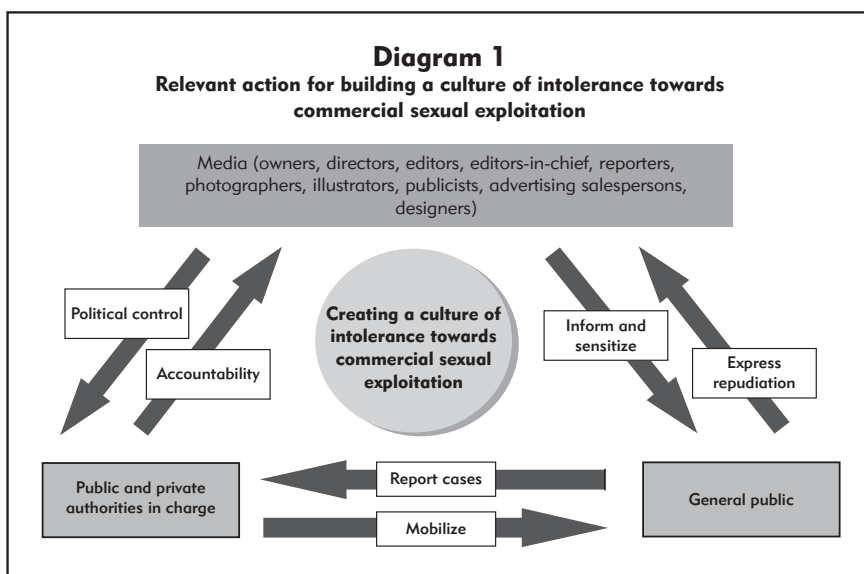 Diagram 1
Relevant action for building a culture of intolerance towards
commercial sexual exploitation
Media (owners, directors, editors, editors-in-chief, reporters,
photographers, illustrators, publicists, advertising salespersons,
designers)
Political control
Accountability
Creating a culture of
intolerance towards
commercial sexual
exploitation
Inform and
sensitize
Express
repudiation
Public and private
authorities in charge
Report cases
Mobilize
General public